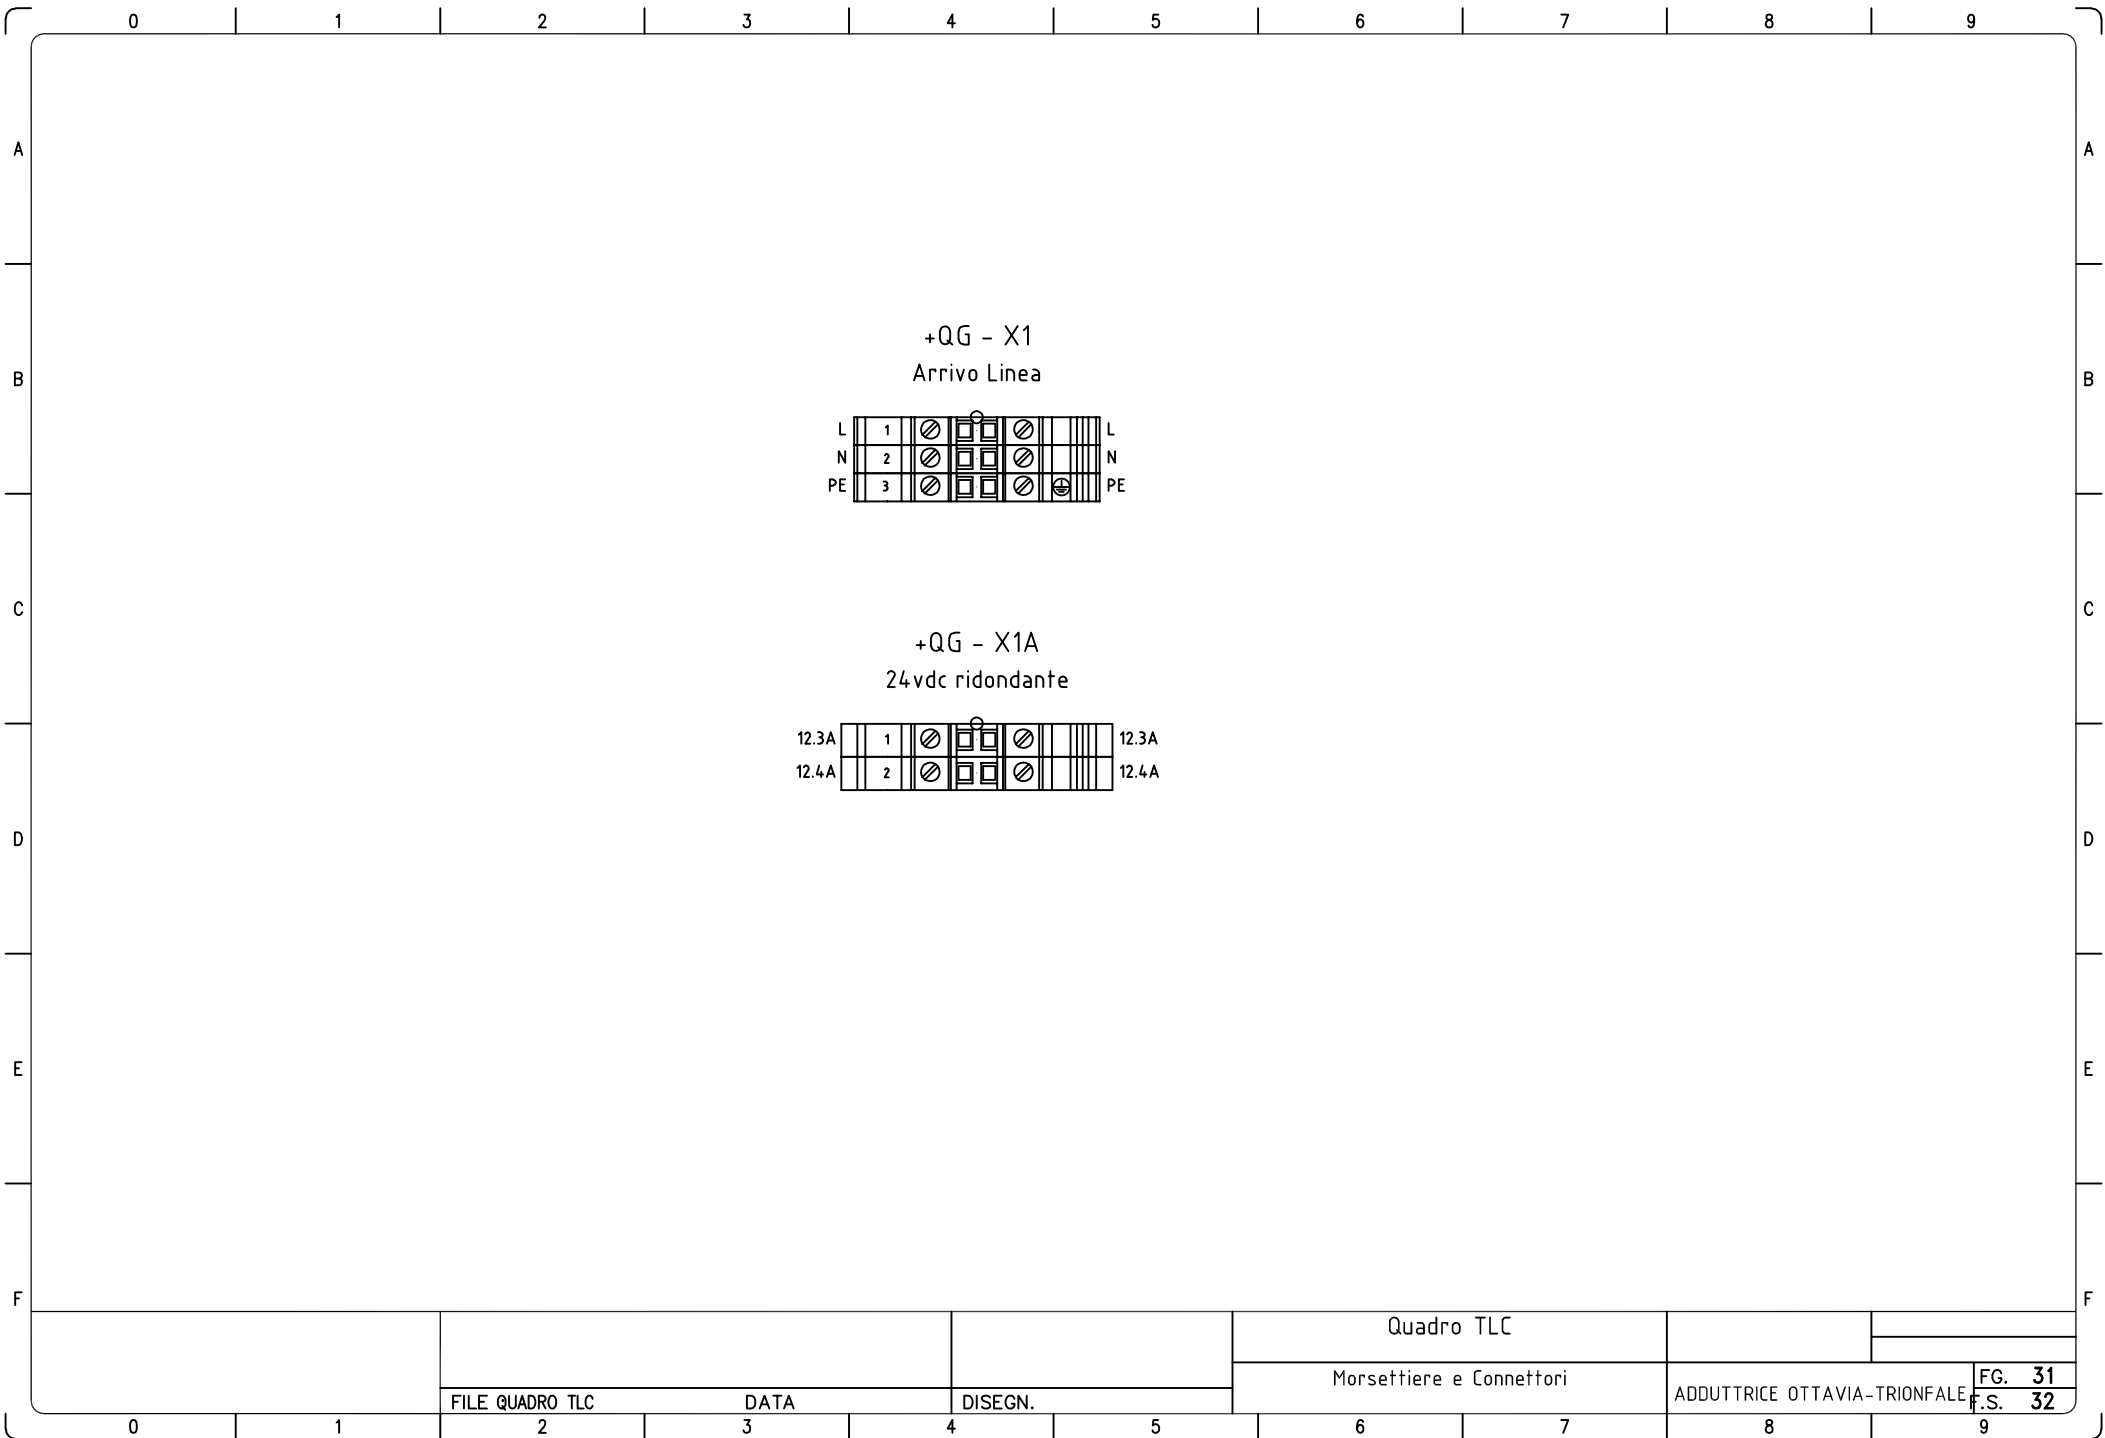 0 1 2 3 4 5 6 7 8 9
A A
+QG - X1
Arrivo Linea
B B
L 1 L
N 2 N
PE 3 PE
C C
+QG - X1A
24vdc ridondante
12.3A 1 12.3A
12.4A 2 12.4A
D D
E E
F F
Quadro TLC
Morsettiere e Connettori
FG. 31
ADDUTTRICE OTTAVIA-TRIONFALE
FILE QUADRO TLC DATA DISEGN.
F.S. 32
0 1 2 3 4 5 6 7 8 9